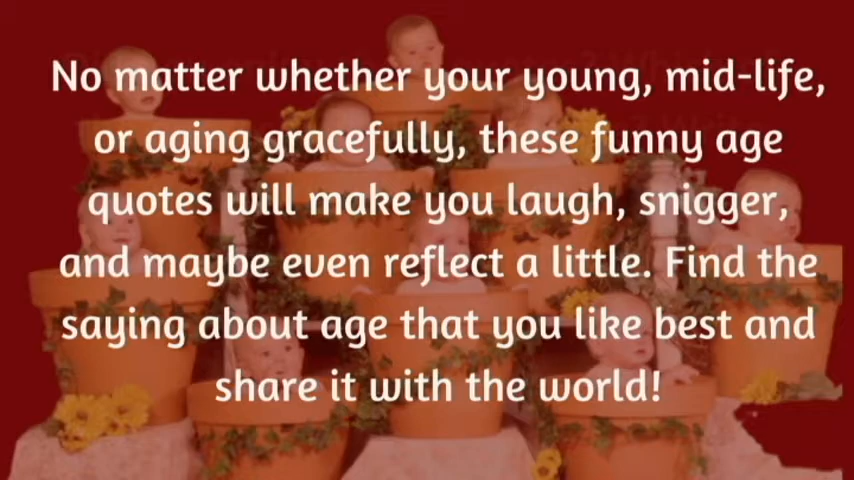 No matter whether your young, mid-life,
or aging gracefully, these funny age
quotes will make you laugh, snigger,
and maybe even reflect a little. Find the
saying about age that you like best and
share it with the world!